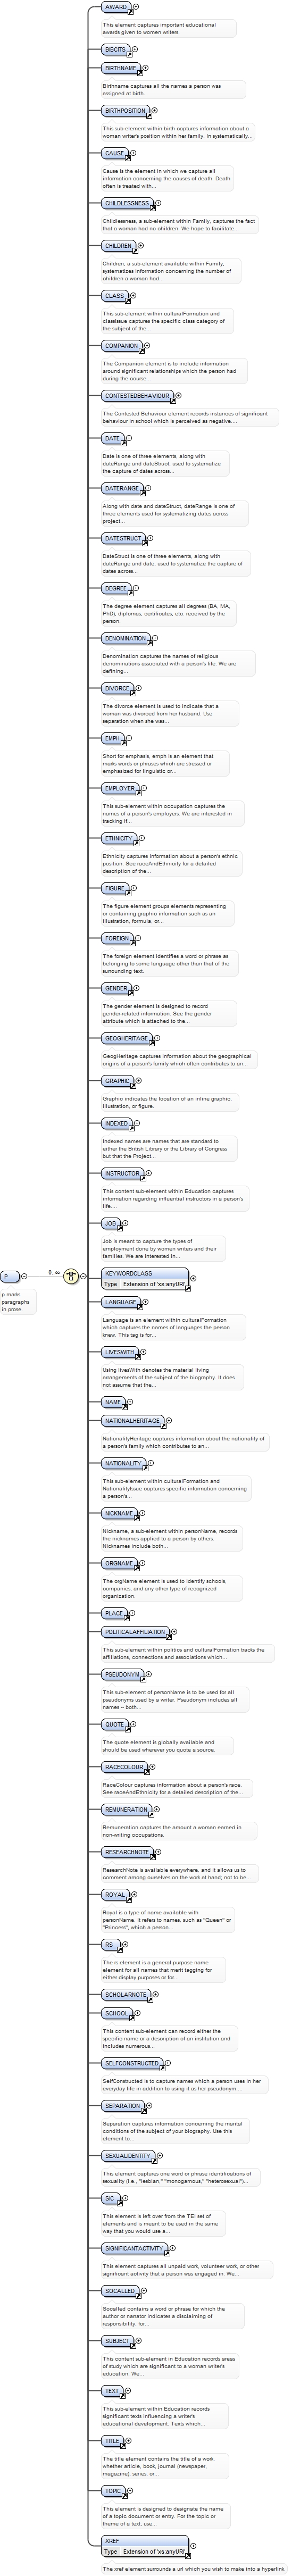 AWARD
This element captures important educational
awards given to women writers.
BIBCITS
BIRTHNAME
Birthname captures all the names a person was
assigned at birth.
BIRTHPOSITION
This sub-element within birth captures information about a
woman writer's position within her family. In systematically...
CAUSE
Cause is the element in which we capture all
information concerning the causes of death. Death
often is treated with...
CHILDLESSNESS
Childlessness, a sub-element within Family, captures the fact
that a woman had no children. We hope to facilitate...
CHILDREN
Children, a sub-element available within Family,
systematizes information concerning the number of
children a woman had...
CLASS
This sub-element within culturalFormation and
classIssue captures the specific class category of
the subject of the...
COMPANION
The Companion element is to include information
around significant relationships which the person had
during the course...
CONTESTEDBEHAVIOUR
The Contested Behaviour element records instances of significant
behaviour in school which is perceived as negative....
DATE
Date is one of three elements, along with
dateRange and dateStruct, used to systematize
the capture of dates across...
DATERANGE
Along with date and dateStruct, dateRange is one of
three elements used for systematizing dates across
project...
DATESTRUCT
DateStruct is one of three elements, along with
dateRange and date, used to systematize the capture of
dates across...
DEGREE
The degree element captures all degrees (BA, MA,
PhD), diplomas, certificates, etc. received by the
person.
DENOMINATION
Denomination captures the names of religious
denominations associated with a person's life. We are
defining...
DIVORCE
The divorce element is used to indicate that a
woman was divorced from her husband. Use
separation when she was...
EMPH
Short for emphasis, emph is an element that
marks words or phrases which are stressed or
emphasized for linguistic or...
EMPLOYER
This sub-element within occupation captures the
names of a person's employers. We are interested in
tracking if...
ETHNICITY
Ethnicity captures information about a person's ethnic
position. See raceAndEthnicity for a detailed
description of the...
FIGURE
The figure element groups elements representing
or containing graphic information such as an
illustration, formula, or...
FOREIGN
The foreign element identifies a word or phrase as
belonging to some language other than that of the
surrounding text.
GENDER
The gender element is designed to record
gender-related information. See the gender
attribute which is attached to the...
GEOGHERITAGE
GeogHeritage captures information about the geographical
origins of a person's family which often contributes to an...
GRAPHIC
Graphic indicates the location of an inline graphic,
illustration, or figure.
INDEXED
Indexed names are names that are standard to
either the British Library or the Library of Congress
but that the Project...
INSTRUCTOR
This content sub-element within Education captures
information regarding influential instructors in a person's
life....
JOB
Job is meant to capture the types of
employment done by women writers and their
families. We are interested in...
P
0..∞
p marks
paragraphs
in prose.
KEYWORDCLASS
Type Extension of 'xs:anyURI'
LANGUAGE
Language is an element within culturalFormation
which captures the names of languages the person
knew. This tag is for...
LIVESWITH
Using livesWith denotes the material living
arrangements of the subject of the biography. It does
not assume that the...
NAME
NATIONALHERITAGE
NationalityHeritage captures information about the nationality of
a person's family which contributes to an...
NATIONALITY
This sub-element within culturalFormation and
NationalityIssue captures specific information concerning
a person's...
NICKNAME
Nickname, a sub-element within personName, records
the nicknames applied to a person by others.
Nicknames include both...
ORGNAME
The orgName element is used to identify schools,
companies, and any other type of recognized
organization.
PLACE
POLITICALAFFILIATION
This sub-element within politics and culturalFormation tracks the
affiliations, connections and associations which...
PSEUDONYM
This sub-element of personName is to be used for all
pseudonyms used by a writer. Pseudonym includes all
names – both...
QUOTE
The quote element is globally available and
should be used wherever you quote a source.
RACECOLOUR
RaceColour captures information about a person's race.
See raceAndEthnicity for a detailed description of the...
REMUNERATION
Remuneration captures the amount a woman earned in
non-writing occupations.
RESEARCHNOTE
ResearchNote is available everywhere, and it allows us to
comment among ourselves on the work at hand, not to be...
ROYAL
Royal is a type of name available with
personName. It refers to names, such as "Queen" or
"Princess", which a person...
RS
The rs element is a general purpose name
element for all names that merit tagging for
either display purposes or for...
SCHOLARNOTE
SCHOOL
This content sub-element can record either the
specific name or a description of an institution and
includes numerous...
SELFCONSTRUCTED
SelfConstructed is to capture names which a person uses in her
everyday life in addition to using it as her pseudonym....
SEPARATION
Separation captures information concerning the marital
conditions of the subject of your biography. Use this
element to...
SEXUALIDENTITY
This element captures one word or phrase identifications of
sexuality (i.e., "lesbian," "monogamous," "heterosexual")...
SIC
This element is left over from the TEI set of
elements and is meant to be used in the same
way that you would use a...
SIGNIFICANTACTIVITY
This element captures all unpaid work, volunteer work, or other
significant activity that a person was engaged in. We...
SOCALLED
Socalled contains a word or phrase for which the
author or narrator indicates a disclaiming of
responsibility, for...
SUBJECT
This content sub-element in Education records areas
of study which are significant to a woman writer's
education. We...
TEXT
This sub-element within Education records
significant texts influencing a writer's
educational development. Texts which...
TITLE
The title element contains the title of a work,
whether article, book, journal (newspaper,
magazine), series, or...
TOPIC
This element is designed to designate the name
of a topic document or entry. For the topic or
theme of a text, use...
XREF
Type Extension of 'xs:anyURI'
The xref element surrounds a url which you wish to make into a hyperlink.